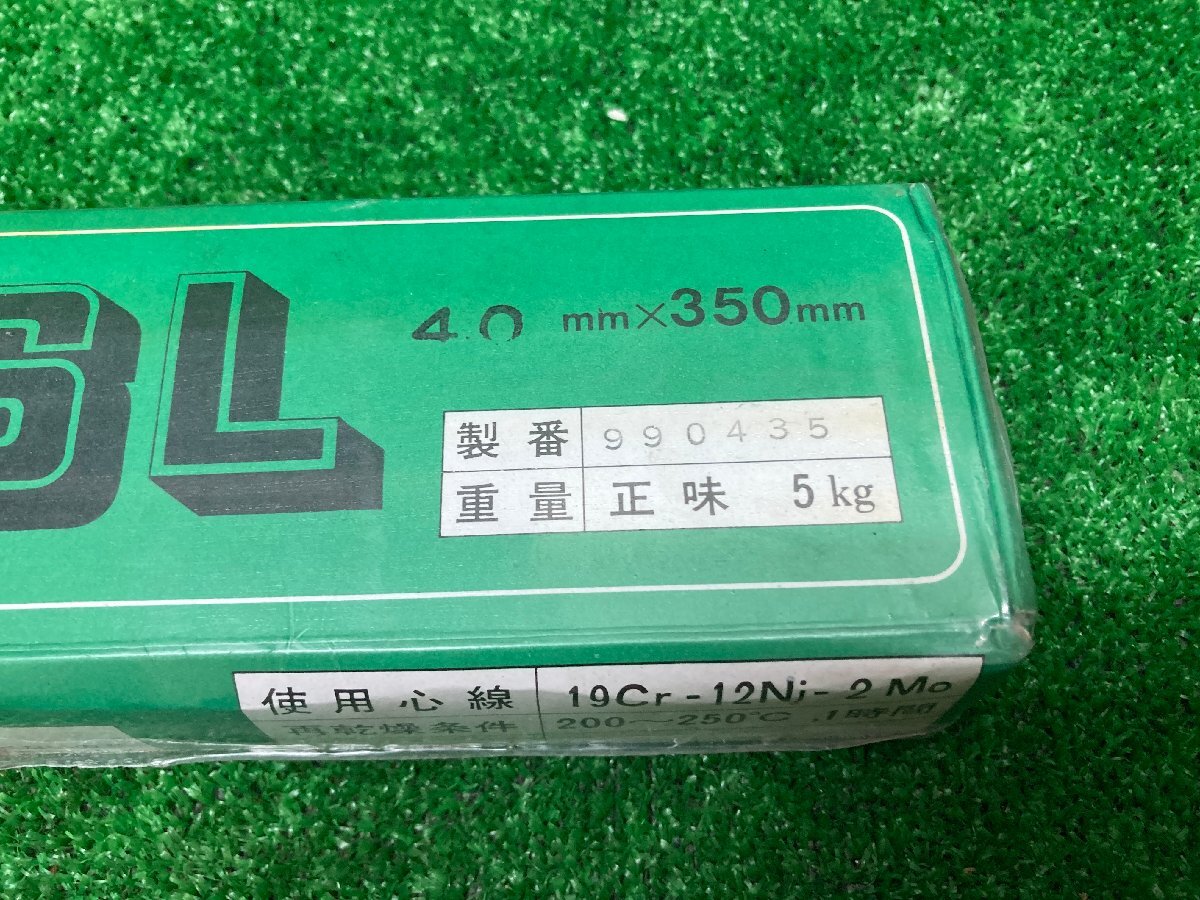 6L
4.0 mm×350mm
製番 990435
重量 正味 5kg
使用心線 19Cr-12Ni-2Mo
再乾燥条件 200～250℃ .1時間